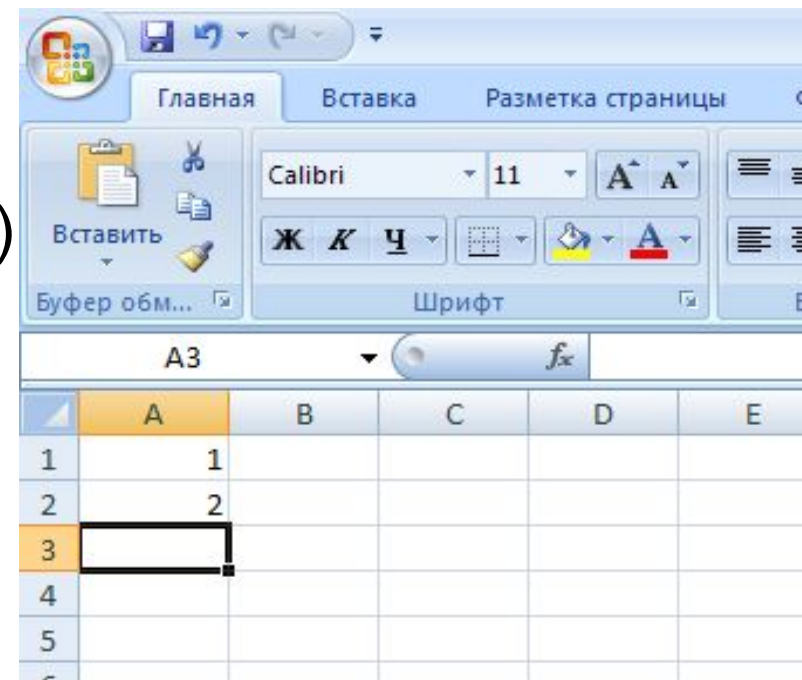 )
Главная Вставка Разметка страницы
Вставить
Calibri 11 A A
Ж К Ч A
Буфер обм... Шрифт
A3 fx
A B C D E
1 1
2 2
3
4
5